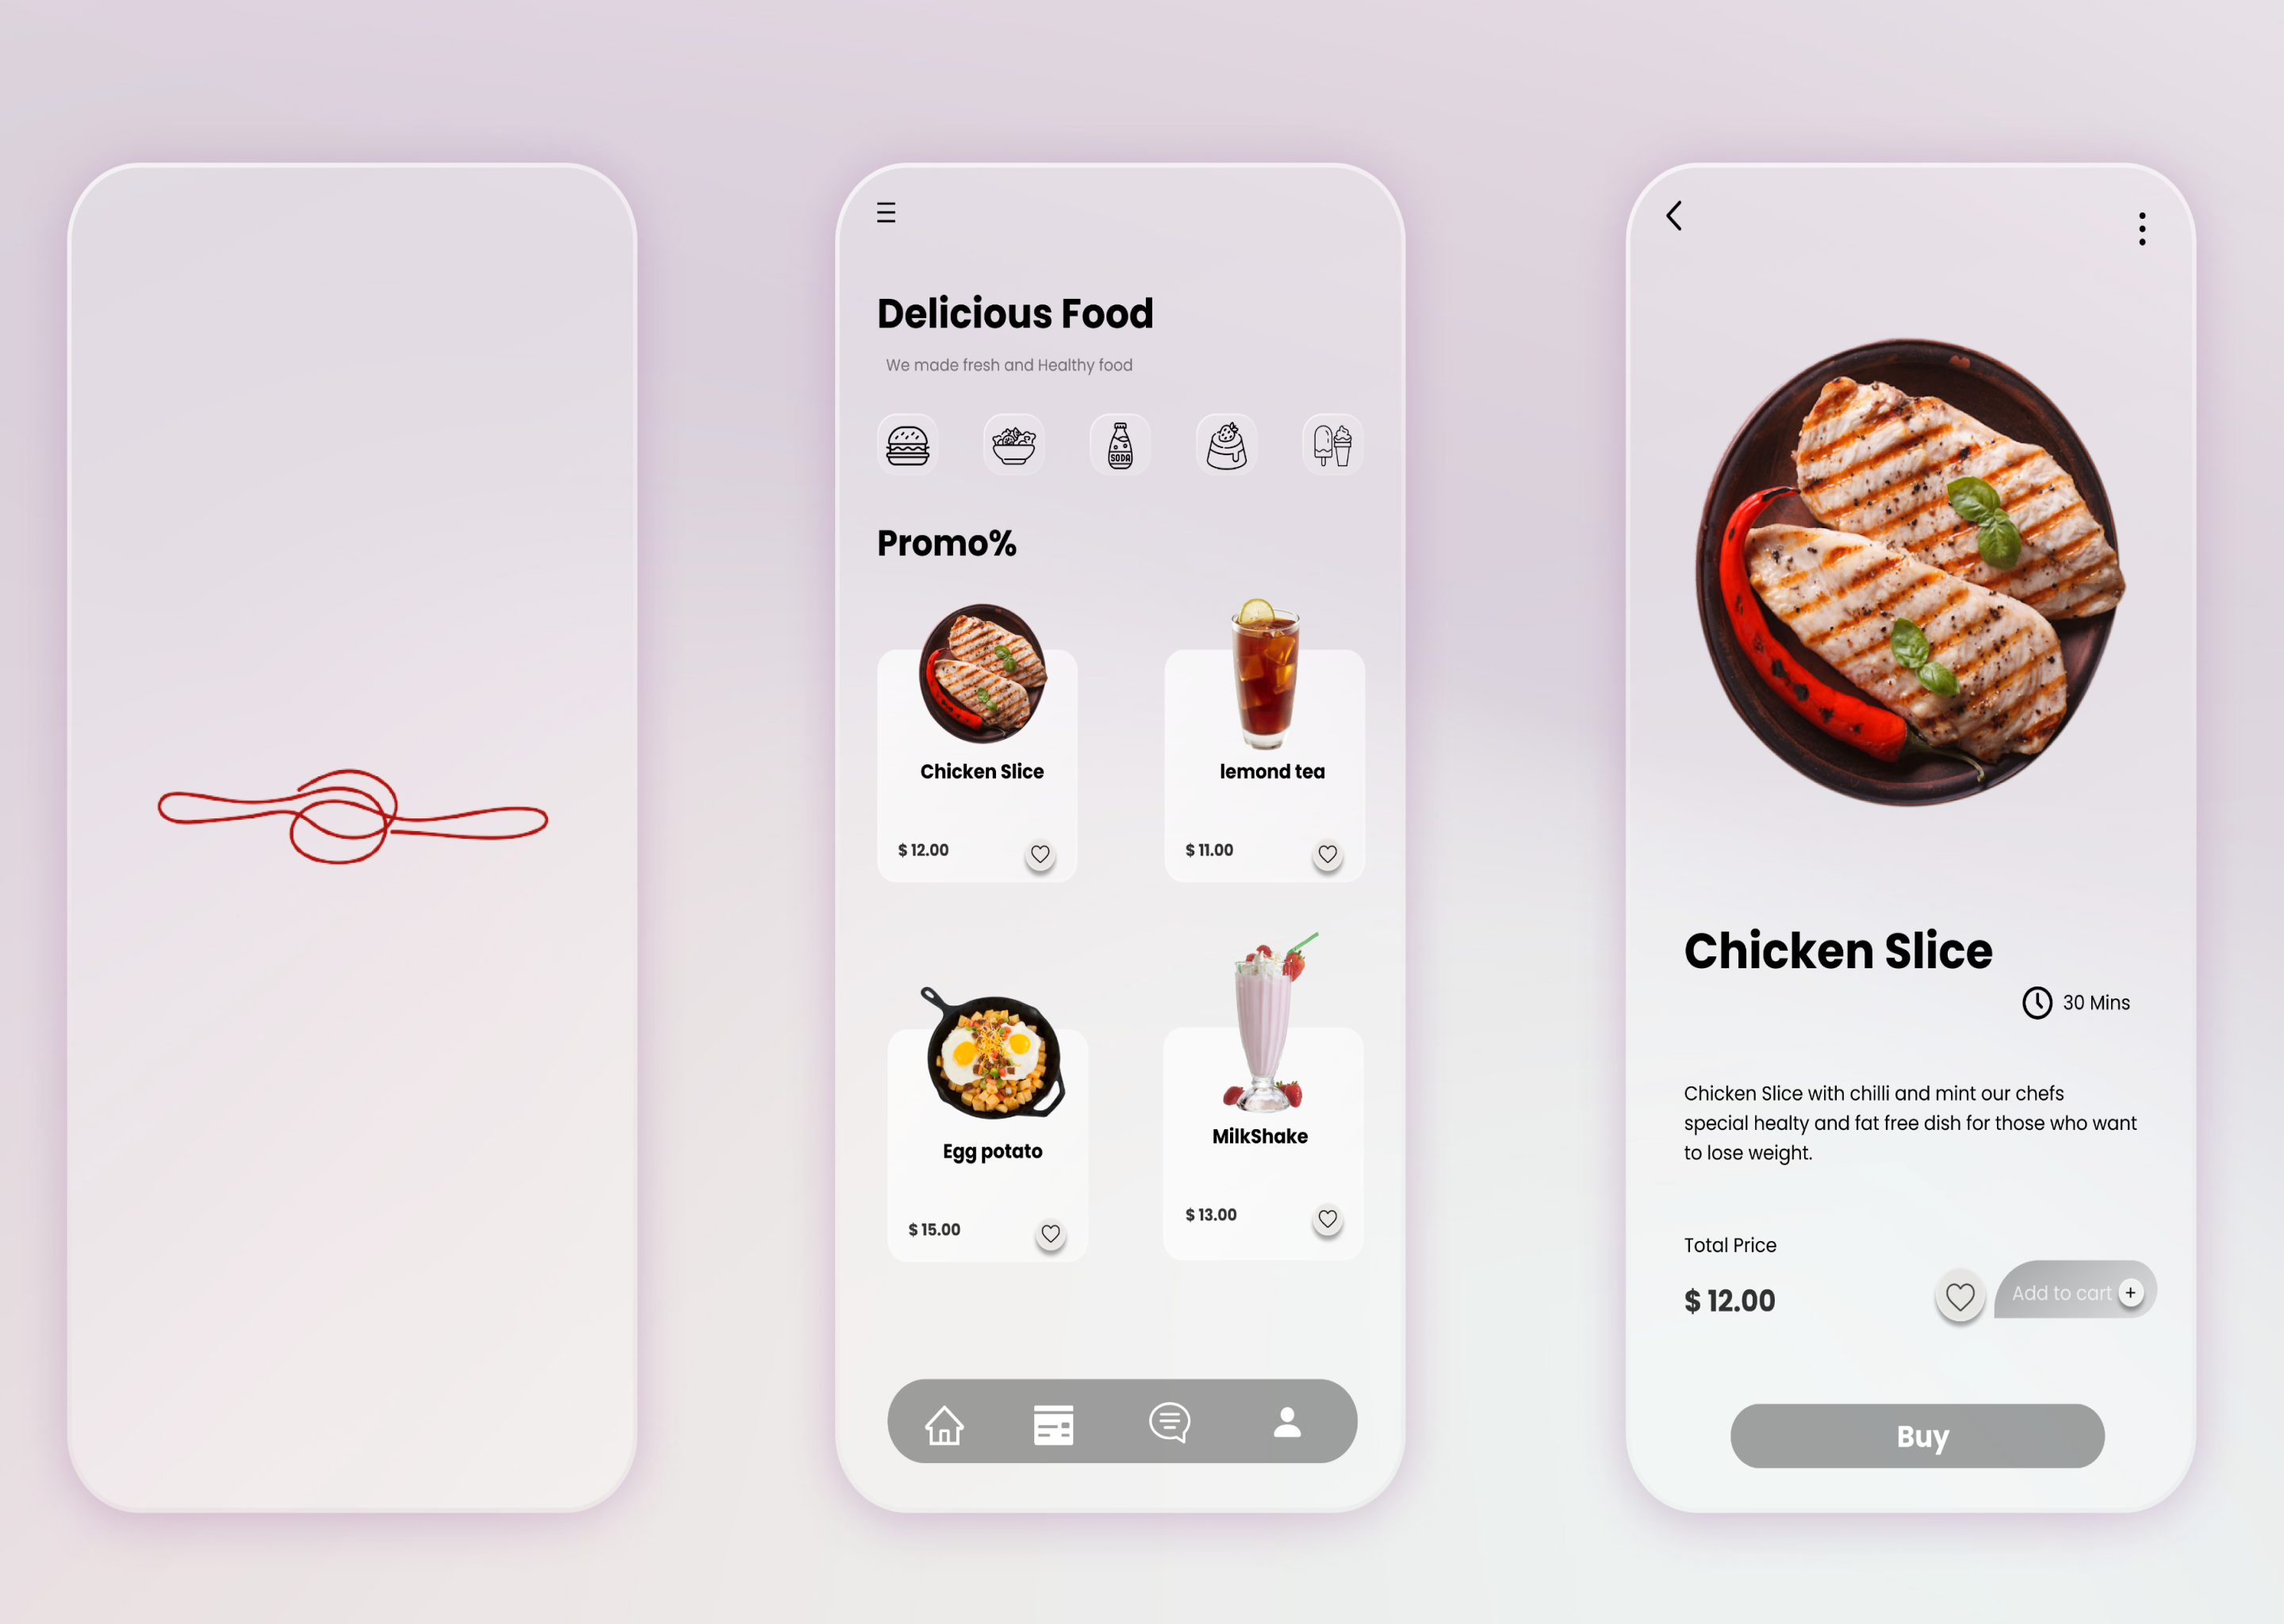 Delicious Food
We made fresh and Healthy food
SODA
Promo%
Chicken Slice
$ 12.00
lemond tea
$ 11.00
Egg potato
$ 15.00
MilkShake
$ 13.00
Chicken Slice
30 Mins
Chicken Slice with chilli and mint our chefs
special healty and fat free dish for those who want
to lose weight.
Total Price
$ 12.00
Add to cart +
Buy